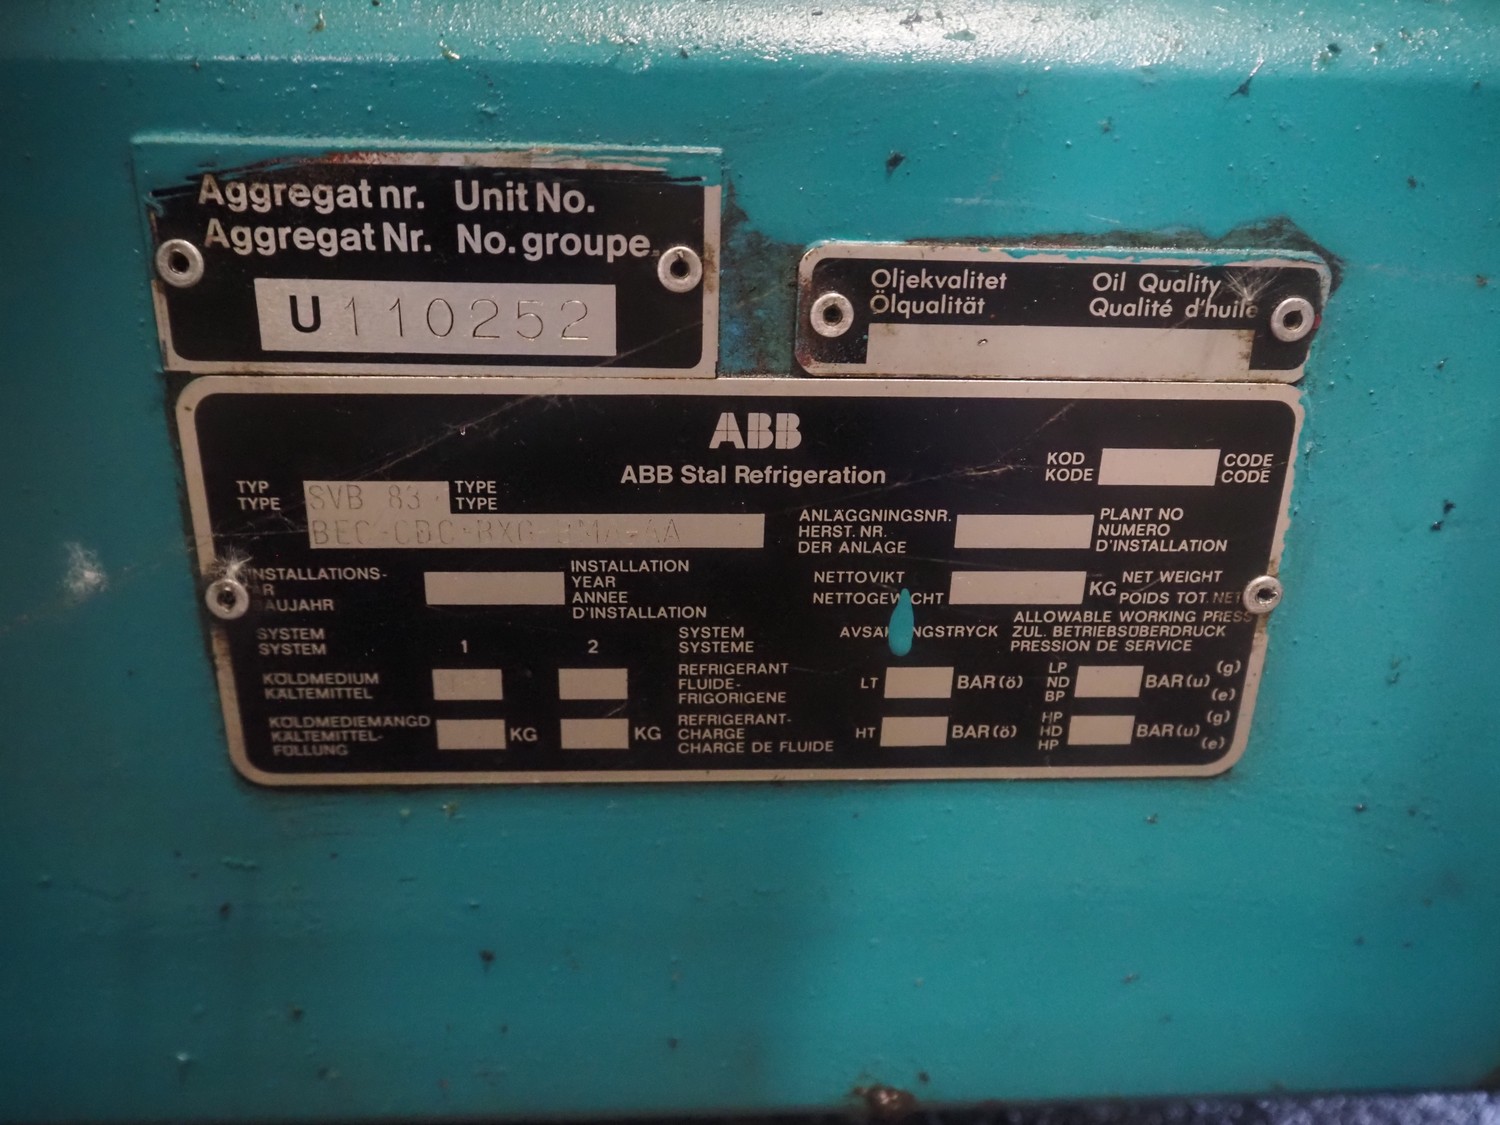 Aggregat nr. Unit No.
Aggregat Nr. No. groupe
U110252
Oljekvalitet Oil Quality
Ölqualität Qualité d'huile
ABB
ABB Stal Refrigeration
KOD CODE
KODE CODE
TYP SVB 83 TYPE
TYPE TYPE
ANLÄGGNINGSNR. PLANT NO
HERST. NR. NUMERO
DER ANLAGE D'INSTALLATION
INSTALLATION
YEAR
ANNEE
D'INSTALLATION
NETTOVIKT KG NET WEIGHT
NETTOGEWICHT POIDS TOT. NET
SYSTEM 1 2 SYSTEM
SYSTEM SYSTEME
ALLOWABLE WORKING PRESS
ZUL. BETRIEBSÜBERDRUCK
PRESSION DE SERVICE
KÖLDMEDIUM REFRIGERANT
KÄLTEMITTEL FLUIDE-
FRIGORIGENE
LT BAR(ö) LP ND BP BAR(u) (g) (e)
KÖLDMEDIEMÄNGD KG KG REFRIGERANT-
KÄLTEMITTEL- CHARGE
FÜLLUNG CHARGE DE FLUIDE
HT BAR(ö) HP HD HP BAR(u) (g) (e)